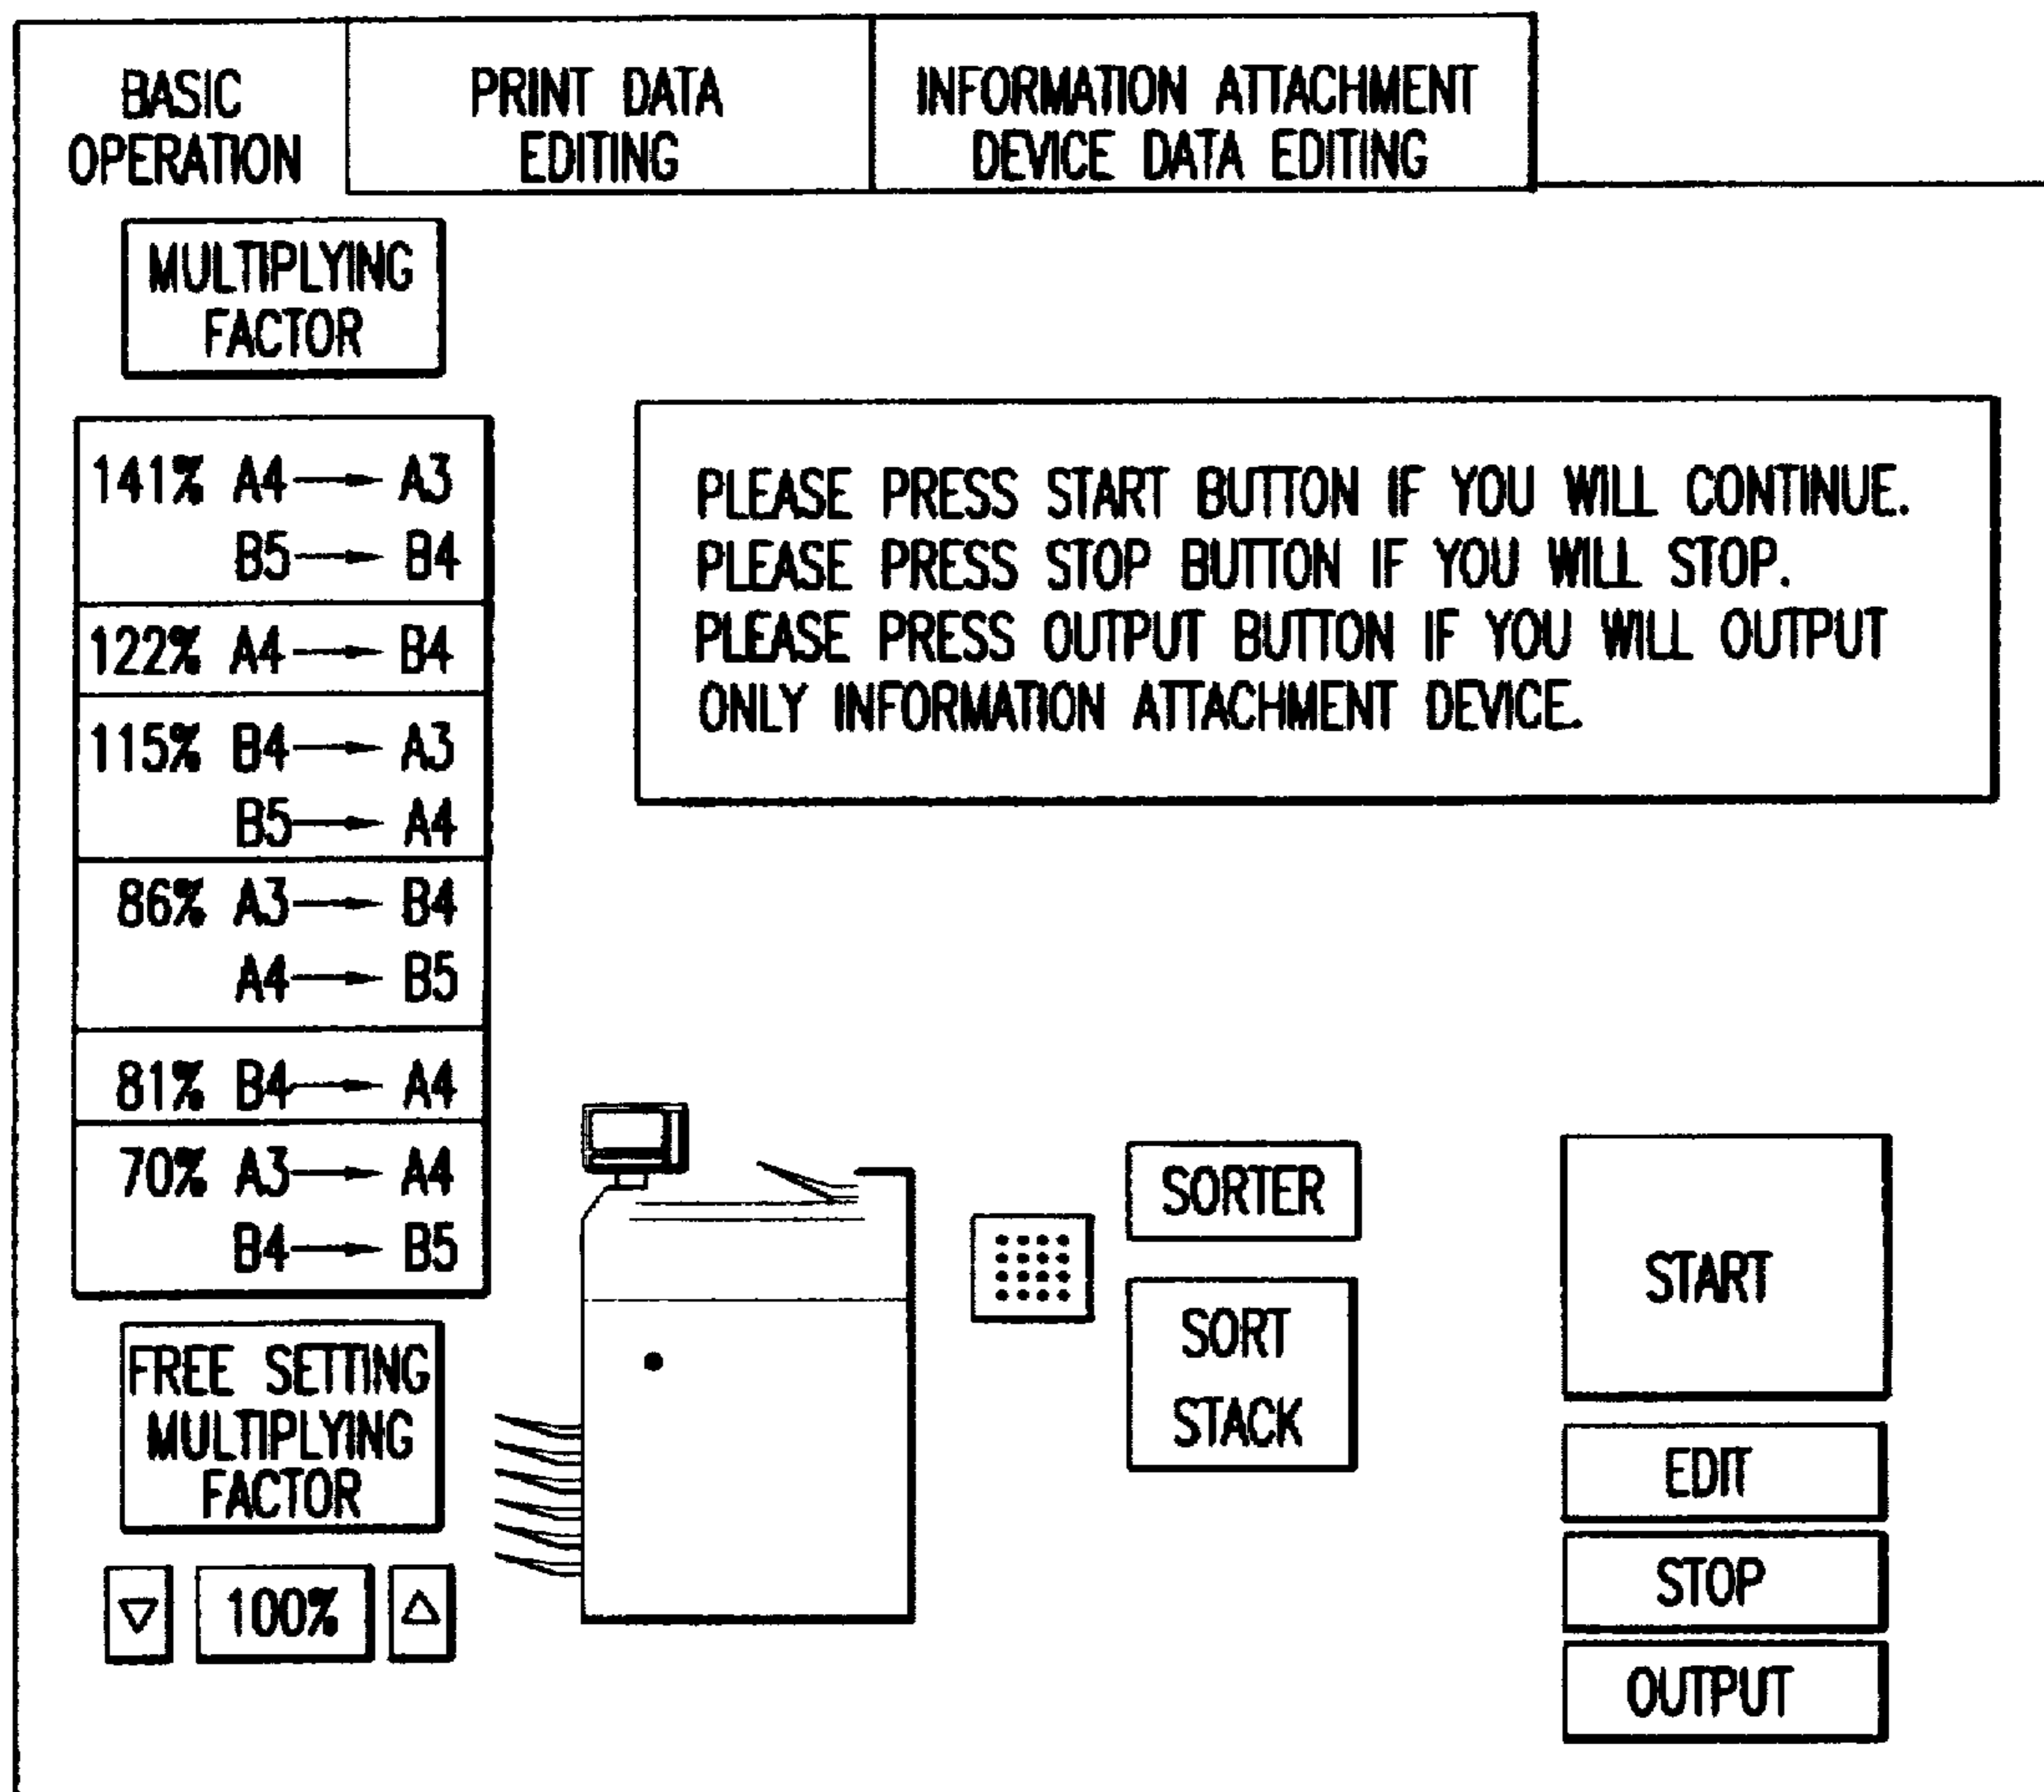 BASIC
OPERATION
PRINT DATA
EDITING
INFORMATION ATTACHMENT
DEVICE DATA EDITING
MULTIPLYING
FACTOR
141% A4 → A3
B5 → B4
122% A4 → B4
115% B4 → A3
B5 → A4
86% A3 → B4
A4 → B5
81% B4 → A4
70% A3 → A4
B4 → B5
FREE SETTING
MULTIPLYING
FACTOR
▽ 100% △
PLEASE PRESS START BUTTON IF YOU WILL CONTINUE.
PLEASE PRESS STOP BUTTON IF YOU WILL STOP.
PLEASE PRESS OUTPUT BUTTON IF YOU WILL OUTPUT
ONLY INFORMATION ATTACHMENT DEVICE.
SORTER
SORT
STACK
START
EDIT
STOP
OUTPUT